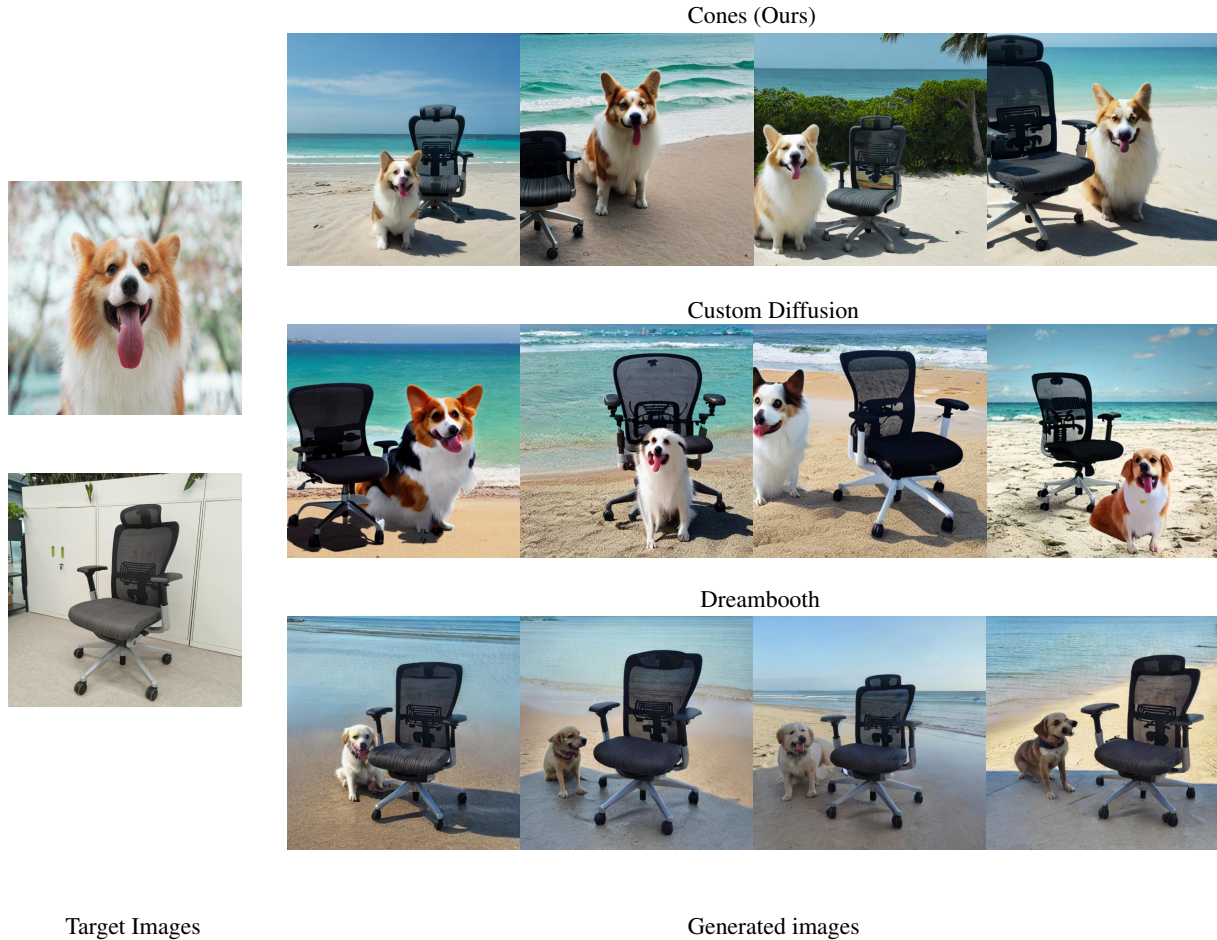 Cones (Ours)
Custom Diffusion
Dreambooth
Target Images
Generated images